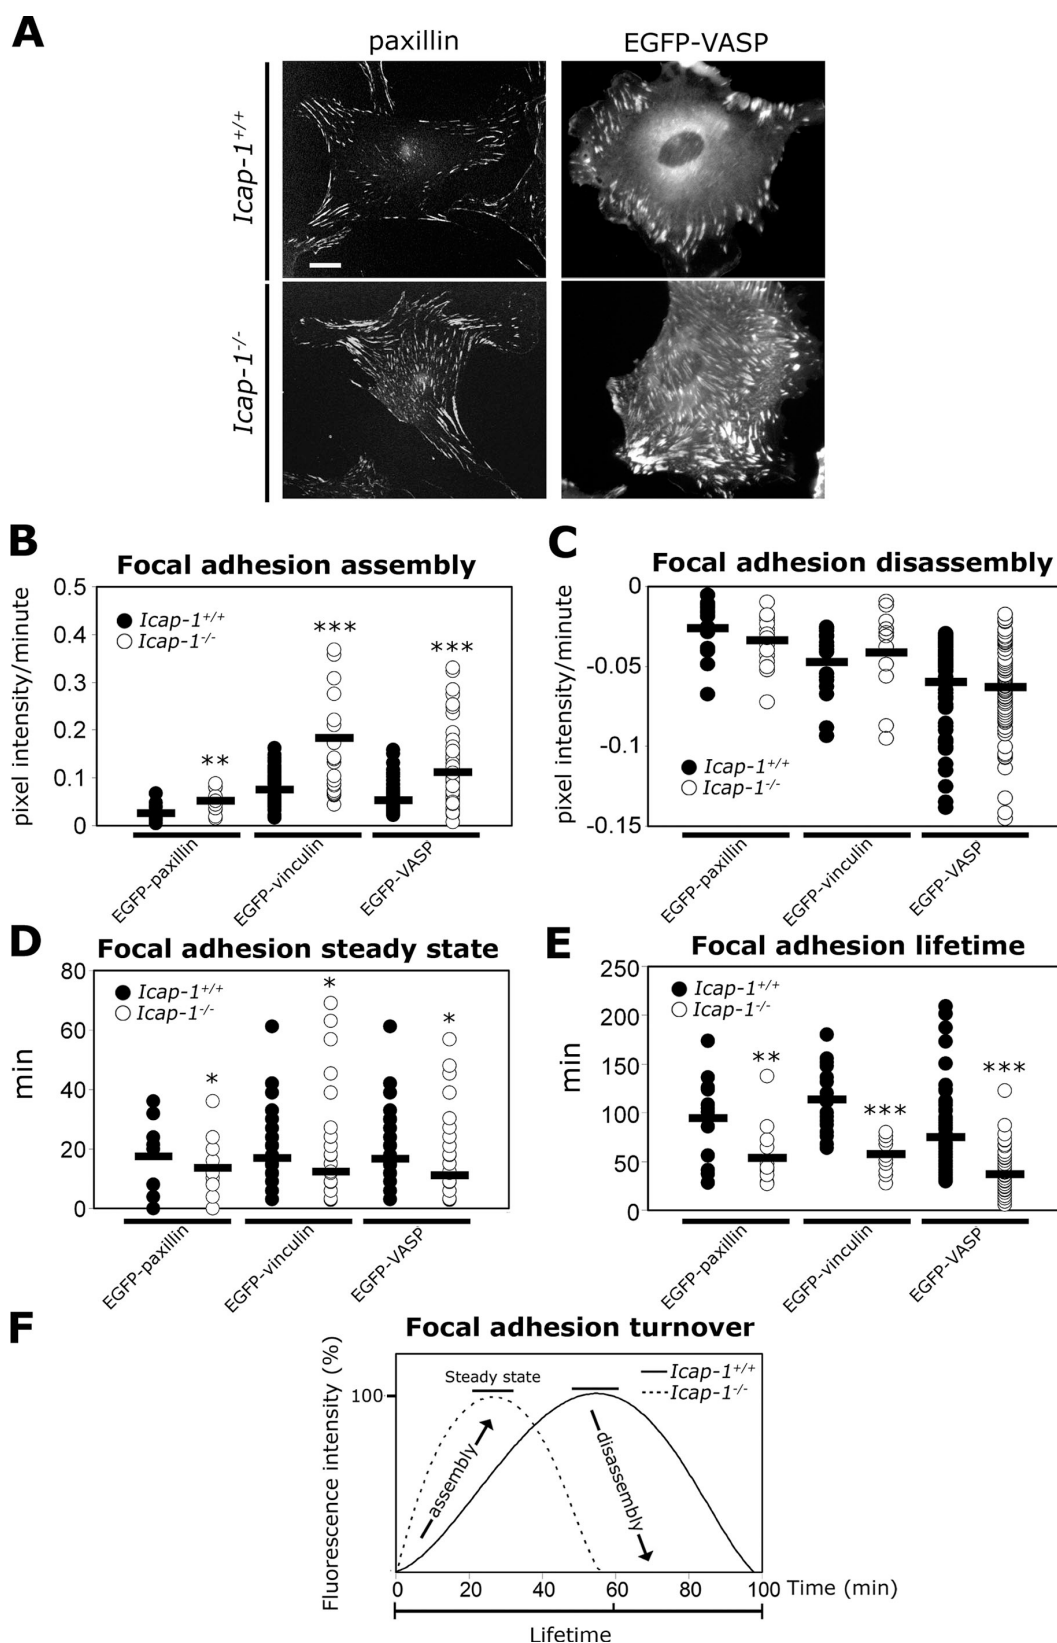 A
paxillin
EGFP-VASP
Icap-1+/+
Icap-1-/-
B
Focal adhesion assembly
pixel intensity/minute
0.5
0.4
0.3
0.2
0.1
0
Icap-1+/+
Icap-1-/-
**
***
***
EGFP-paxillin
EGFP-vinculin
EGFP-VASP
C
Focal adhesion disassembly
pixel intensity/minute
0
-0.05
-0.1
-0.15
Icap-1+/+
Icap-1-/-
EGFP-paxillin
EGFP-vinculin
EGFP-VASP
D
Focal adhesion steady state
min
80
60
40
20
0
Icap-1+/+
Icap-1-/-
*
*
*
EGFP-paxillin
EGFP-vinculin
EGFP-VASP
E
Focal adhesion lifetime
min
250
200
150
100
50
0
Icap-1+/+
Icap-1-/-
**
***
***
EGFP-paxillin
EGFP-vinculin
EGFP-VASP
F
Focal adhesion turnover
Fluorescence intensity (%)
100
Steady state
Icap-1+/+
Icap-1-/-
assembly
disassembly
0 20 40 60 80 100 Time (min)
Lifetime